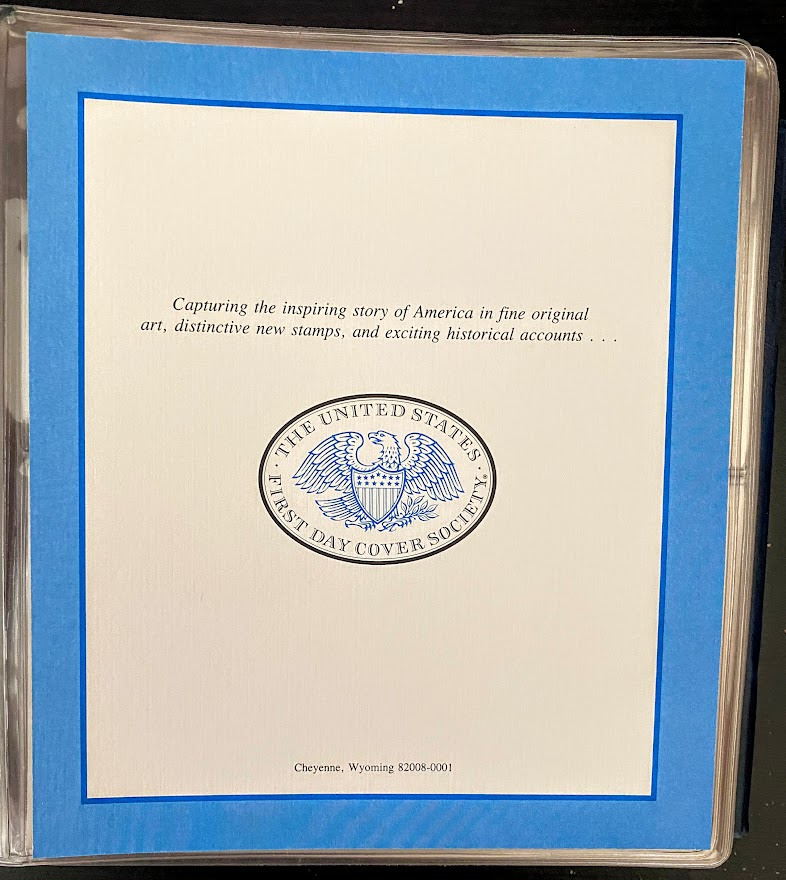 Capturing the inspiring story of America in fine original
art, distinctive new stamps, and exciting historical accounts . . .
· THE UNITED STATES ·
FIRST DAY COVER SOCIETY®
Cheyenne, Wyoming 82008-0001